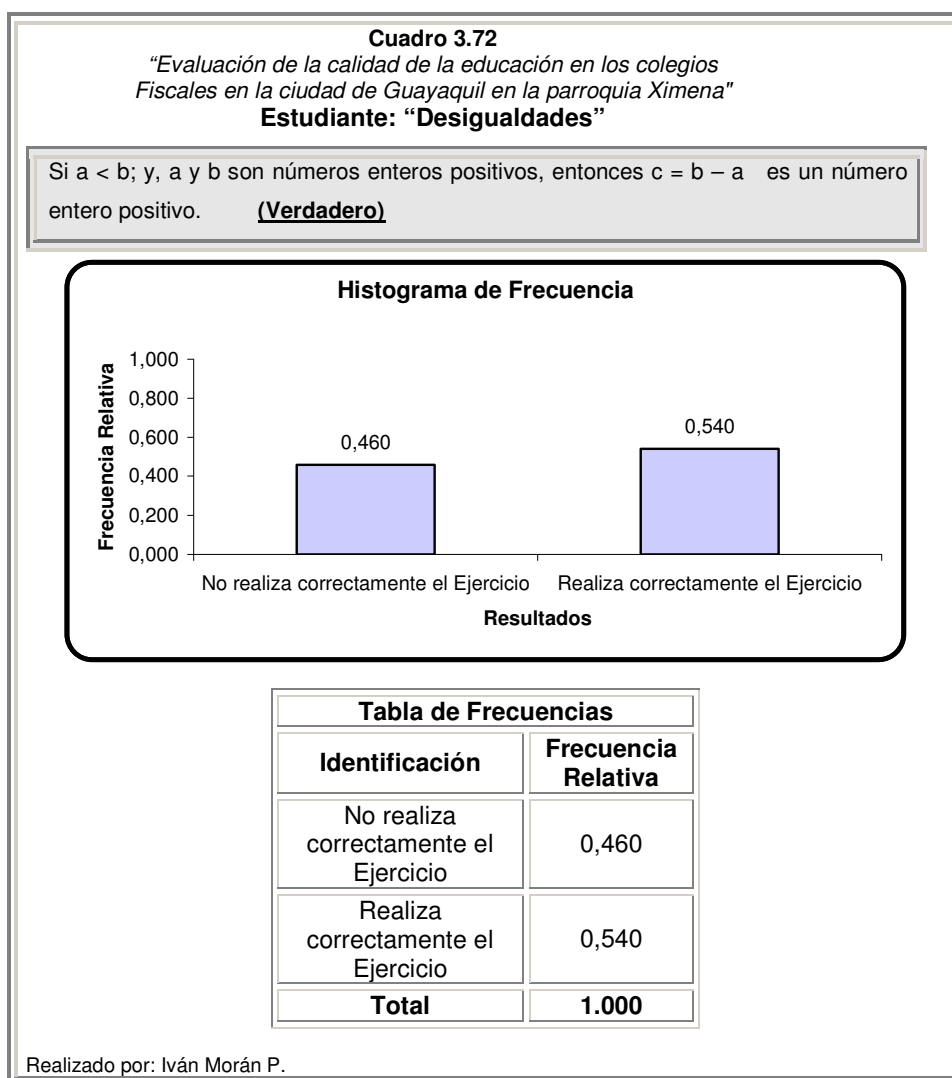 Cuadro 3.72
“Evaluación de la calidad de la educación en los colegios
Fiscales en la ciudad de Guayaquil en la parroquia Ximena"
Estudiante: “Desigualdades”
Si a < b; y, a y b son números enteros positivos, entonces c = b – a es un número
entero positivo. (Verdadero)
Histograma de Frecuencia
Frecuencia Relativa
1,000
0,800
0,600
0,400
0,200
0,000
0,460
0,540
No realiza correctamente el Ejercicio
Realiza correctamente el Ejercicio
Resultados
Tabla de Frecuencias
Identificación
Frecuencia
Relativa
No realiza
correctamente el
Ejercicio
0,460
Realiza
correctamente el
Ejercicio
0,540
Total
1.000
Realizado por: Iván Morán P.